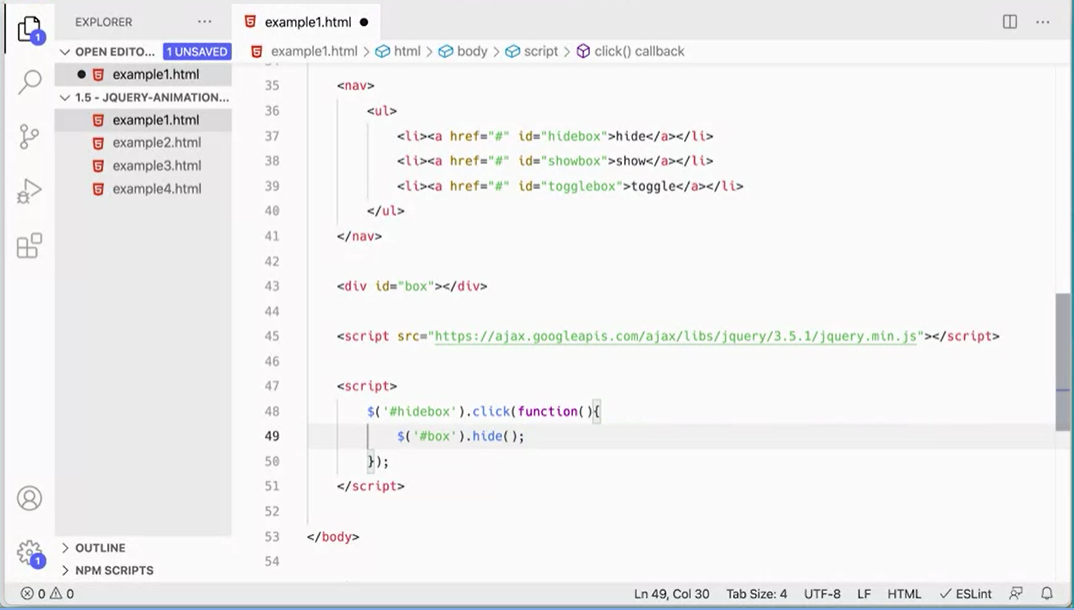 EXPLORER
···
example1.html
···
OPEN EDITO...
1 UNSAVED
example1.html > html > body > script > click() callback
1
example1.html
1.5 - JQUERY-ANIMATION...
example1.html
example2.html
example3.html
example4.html
35 <nav>
36 <ul>
37 <li><a href="#" id="hidebox">hide</a></li>
38 <li><a href="#" id="showbox">show</a></li>
39 <li><a href="#" id="togglebox">toggle</a></li>
40 </ul>
41 </nav>
42
43 <div id="box"></div>
44
45 <script src="https://ajax.googleapis.com/ajax/libs/jquery/3.5.1/jquery.min.js"></script>
46
47 <script>
48 $('#hidebox').click(function(){
49 $('#box').hide();
50 });
51 </script>
52
53 </body>
54
OUTLINE
1
NPM SCRIPTS
0 0
Ln 49, Col 30
Tab Size: 4
UTF-8
LF
HTML
ESLint